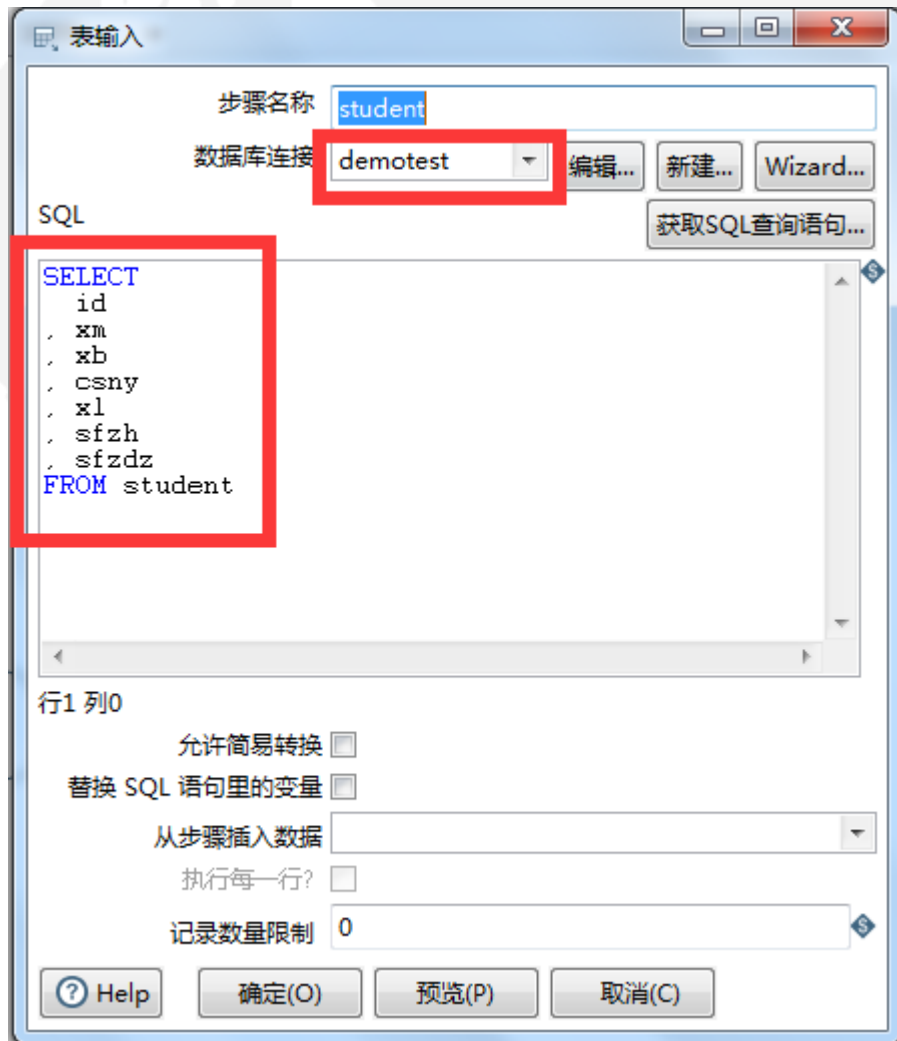 表输入
步骤名称 student
数据库连接 demotest 编辑... 新建... Wizard...
SQL 获取SQL查询语句...
SELECT
id
, xm
, xb
, csny
, xl
, sfzh
, sfzdz
FROM student
行1 列0
允许简易转换
替换 SQL 语句里的变量
从步骤插入数据
执行每一行?
记录数量限制 0
Help 确定(O) 预览(P) 取消(C)